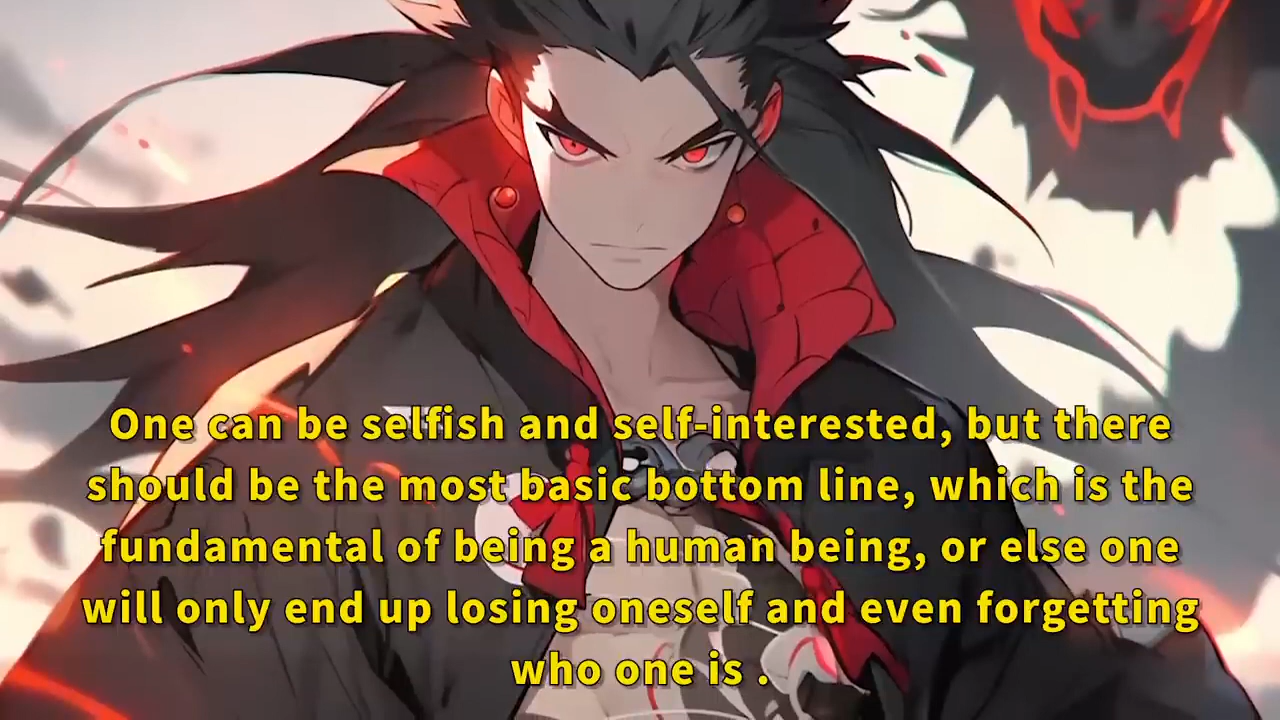 One can be selfish and self-interested, but there
should be the most basic bottom line, which is the
fundamental of being a human being, or else one
will only end up losing oneself and even forgetting
who one is .